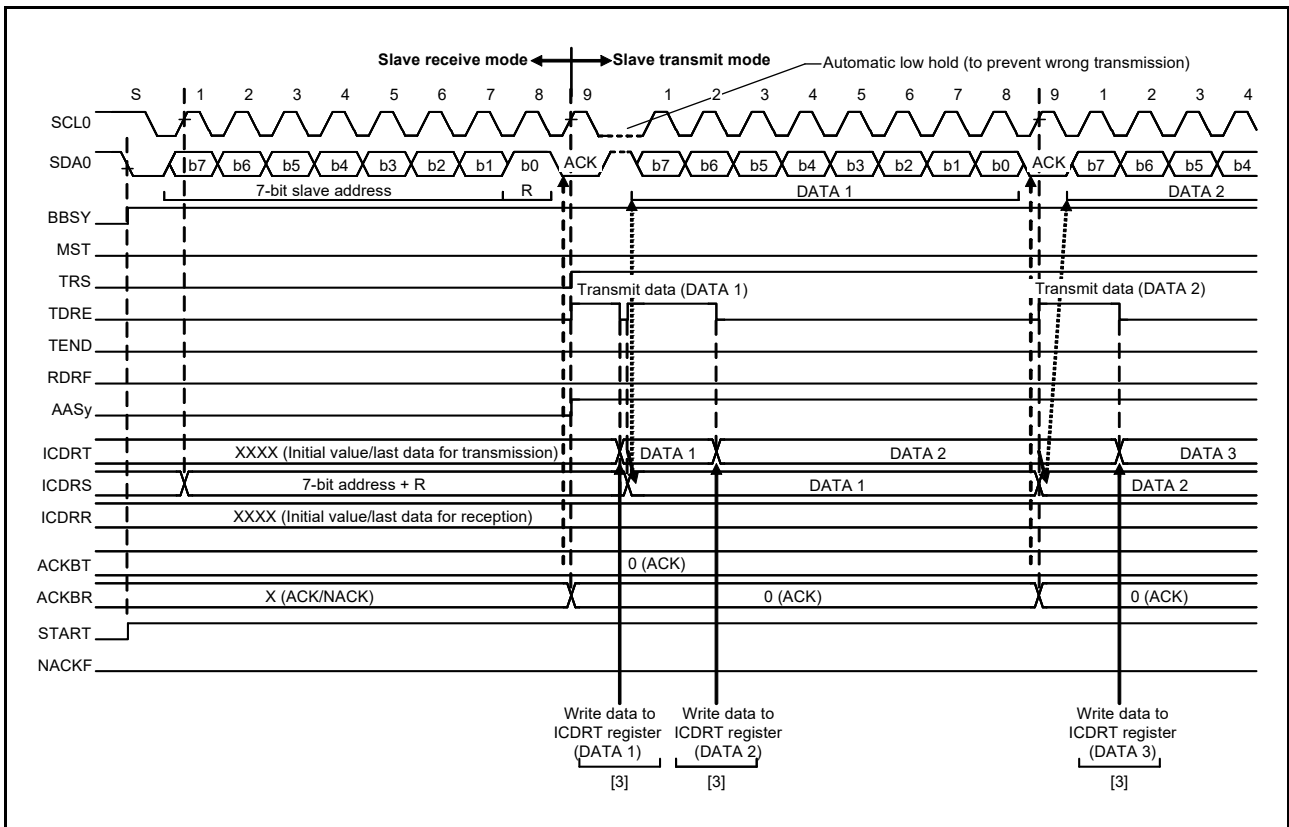 Slave receive mode Slave transmit mode
Automatic low hold (to prevent wrong transmission)
S 1 2 3 4 5 6 7 8 9 1 2 3 4 5 6 7 8 9 1 2 3 4
SCL0
SDA0 b7 b6 b5 b4 b3 b2 b1 b0 ACK b7 b6 b5 b4 b3 b2 b1 b0 ACK b7 b6 b5 b4
7-bit slave address R DATA 1 DATA 2
BBSY
MST
TRS
Transmit data (DATA 1) Transmit data (DATA 2)
TDRE
TEND
RDRF
AASy
ICDRT XXXX (Initial value/last data for transmission) DATA 1 DATA 2 DATA 3
ICDRS 7-bit address + R DATA 1 DATA 2
ICDRR XXXX (Initial value/last data for reception)
ACKBT 0 (ACK)
ACKBR X (ACK/NACK) 0 (ACK) 0 (ACK)
START
NACKF
Write data to Write data to Write data to
ICDRT register ICDRT register ICDRT register
(DATA 1) (DATA 2) (DATA 3)
[3] [3] [3]